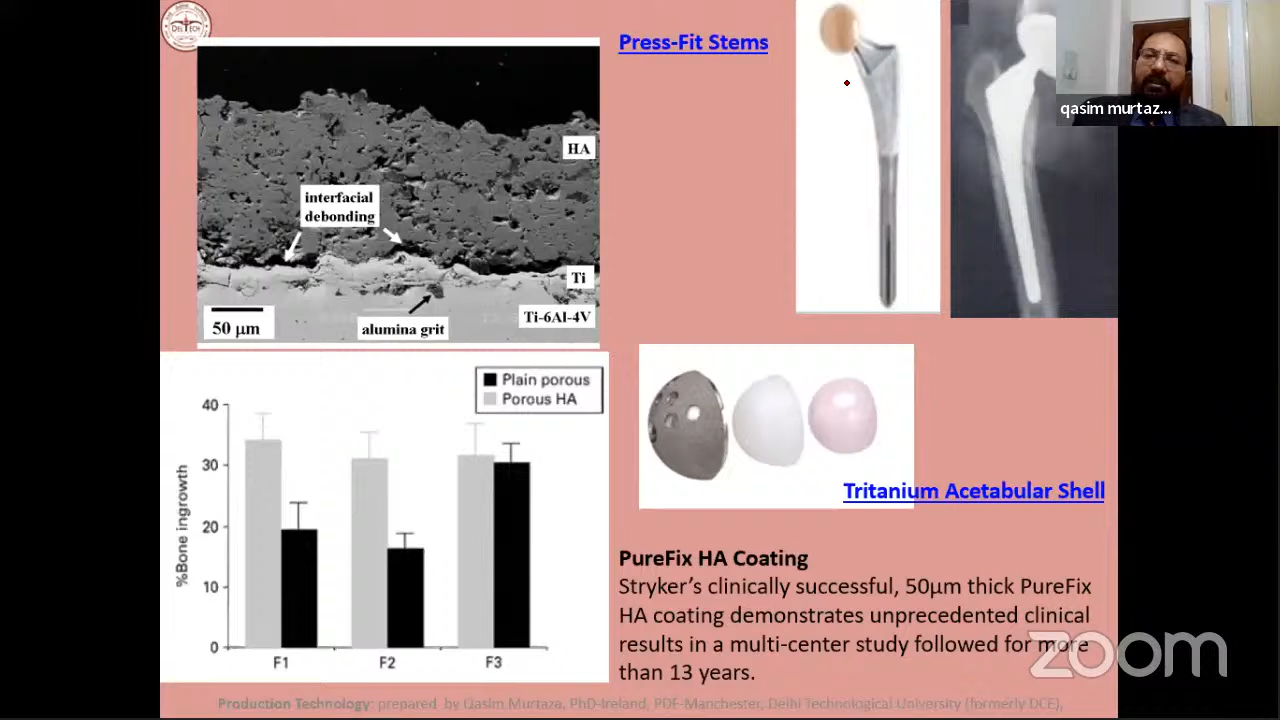 DELTECH
Press-Fit Stems
qasim murtaz...
HA
interfacial
debonding
Ti
Ti-6Al-4V
50 µm
alumina grit
Plain porous
Porous HA
40
30
20
10
0
%Bone ingrowth
F1 F2 F3
Tritanium Acetabular Shell
PureFix HA Coating
Stryker's clinically successful, 50µm thick PureFix
HA coating demonstrates unprecedented clinical
results in a multi-center study followed for more
than 13 years.
zoom
Production Technology: prepared by Qasim Murtaza, PhD-Ireland, PDF-Manchester, Delhi Technological University (formerly DCE),